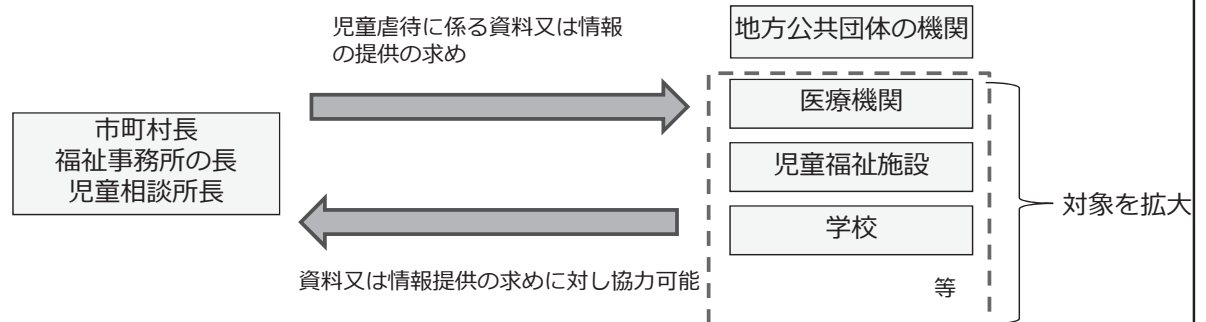 児童虐待に係る資料又は情報
の提供の求め
地方公共団体の機関
医療機関
市町村長
福祉事務所の長
児童相談所長
児童福祉施設
対象を拡大
学校
資料又は情報提供の求めに対し協力可能
等